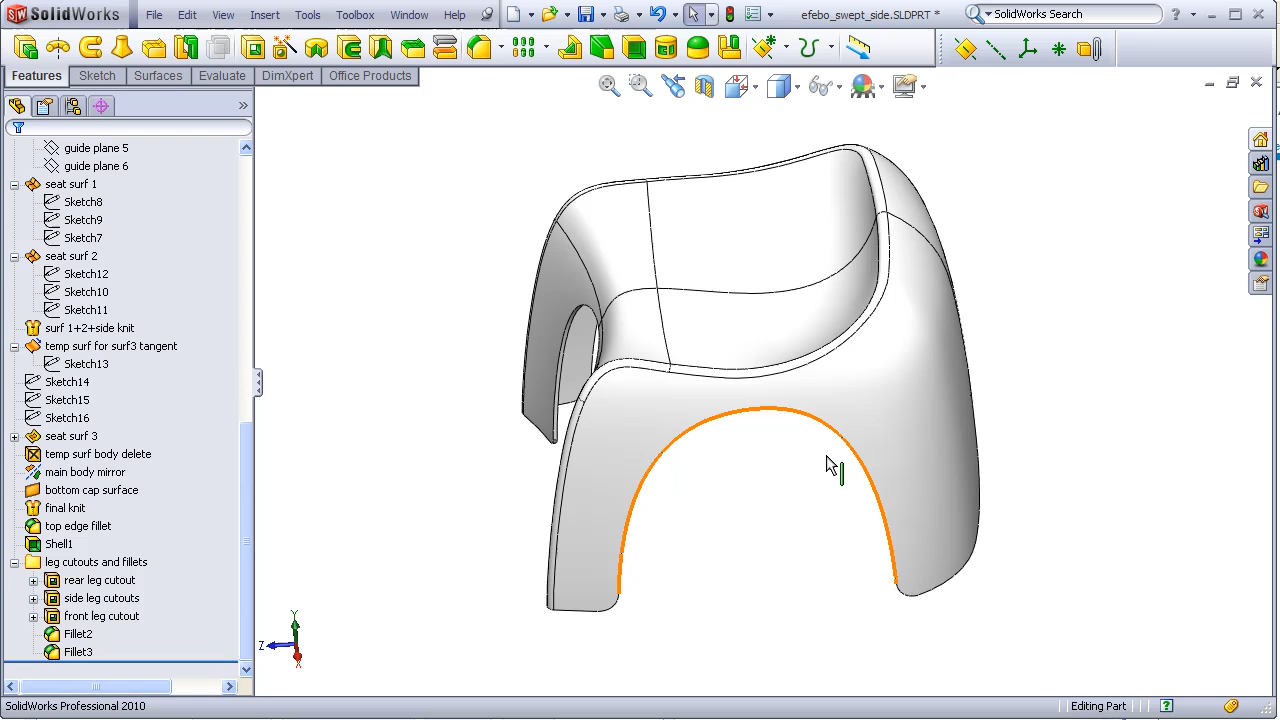 SolidWorks File Edit View Insert Tools Toolbox Window Help efebo_swept_side.SLDPRT * SolidWorks Search
Features Sketch Surfaces Evaluate DimXpert Office Products
guide plane 5
guide plane 6
seat surf 1
Sketch8
Sketch9
Sketch7
seat surf 2
Sketch12
Sketch10
Sketch11
surf 1+2+side knit
temp surf for surf3 tangent
Sketch13
Sketch14
Sketch15
Sketch16
seat surf 3
temp surf body delete
main body mirror
bottom cap surface
final knit
top edge fillet
Shell1
leg cutouts and fillets
rear leg cutout
side leg cutouts
front leg cutout
Fillet2
Fillet3
Y
Z
X
SolidWorks Professional 2010 Editing Part